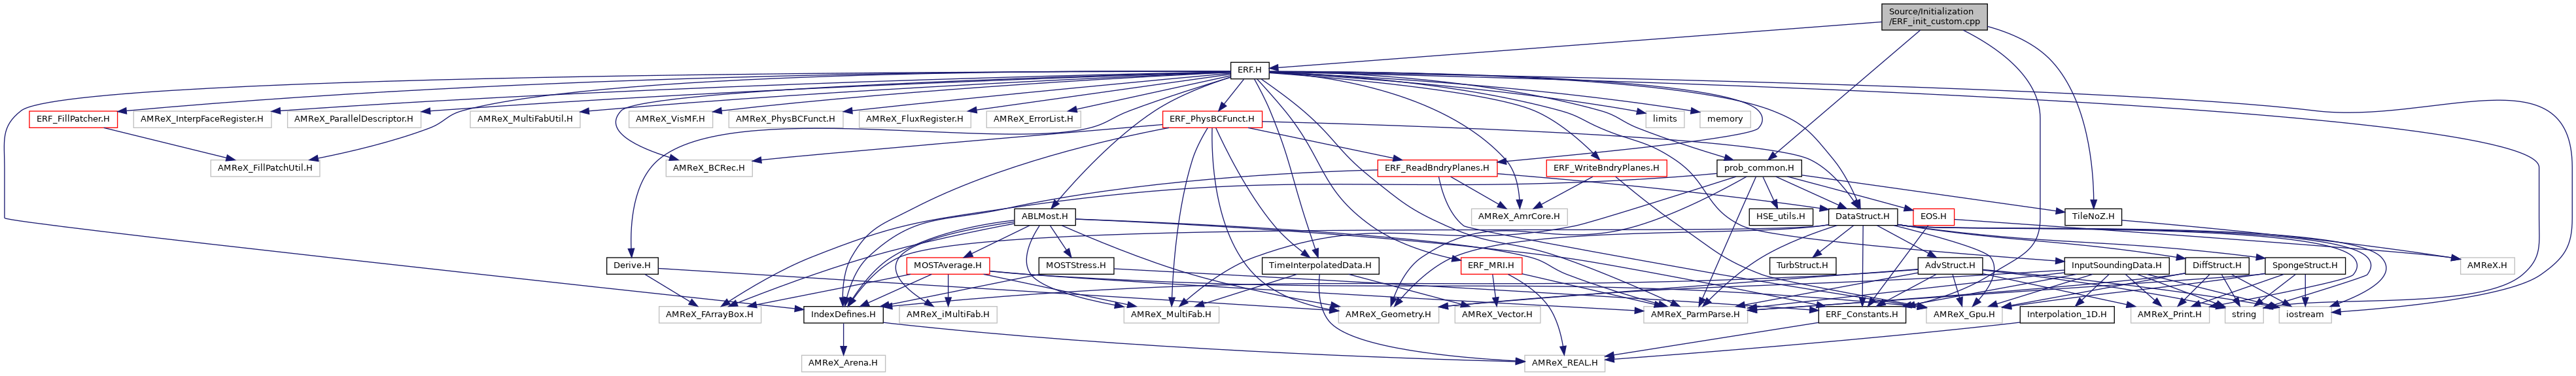 Source/Initialization
/ERF_init_custom.cpp
ERF.H
ERF_FillPatcher.H
AMReX_InterpFaceRegister.H
AMReX_ParallelDescriptor.H
AMReX_MultiFabUtil.H
AMReX_VisMF.H
AMReX_PhysBCFunct.H
AMReX_FluxRegister.H
AMReX_ErrorList.H
ERF_PhysBCFunct.H
limits
memory
AMReX_FillPatchUtil.H
AMReX_BCRec.H
ERF_ReadBndryPlanes.H
ERF_WriteBndryPlanes.H
prob_common.H
ABLMost.H
AMReX_AmrCore.H
HSE_utils.H
DataStruct.H
EOS.H
TileNoZ.H
Derive.H
MOSTAverage.H
MOSTStress.H
TimeInterpolatedData.H
ERF_MRI.H
TurbStruct.H
AdvStruct.H
InputSoundingData.H
DiffStruct.H
SpongeStruct.H
AMReX.H
AMReX_FArrayBox.H
IndexDefines.H
AMReX_iMultiFab.H
AMReX_MultiFab.H
AMReX_Geometry.H
AMReX_Vector.H
AMReX_ParmParse.H
ERF_Constants.H
AMReX_Gpu.H
Interpolation_1D.H
AMReX_Print.H
string
iostream
AMReX_Arena.H
AMReX_REAL.H